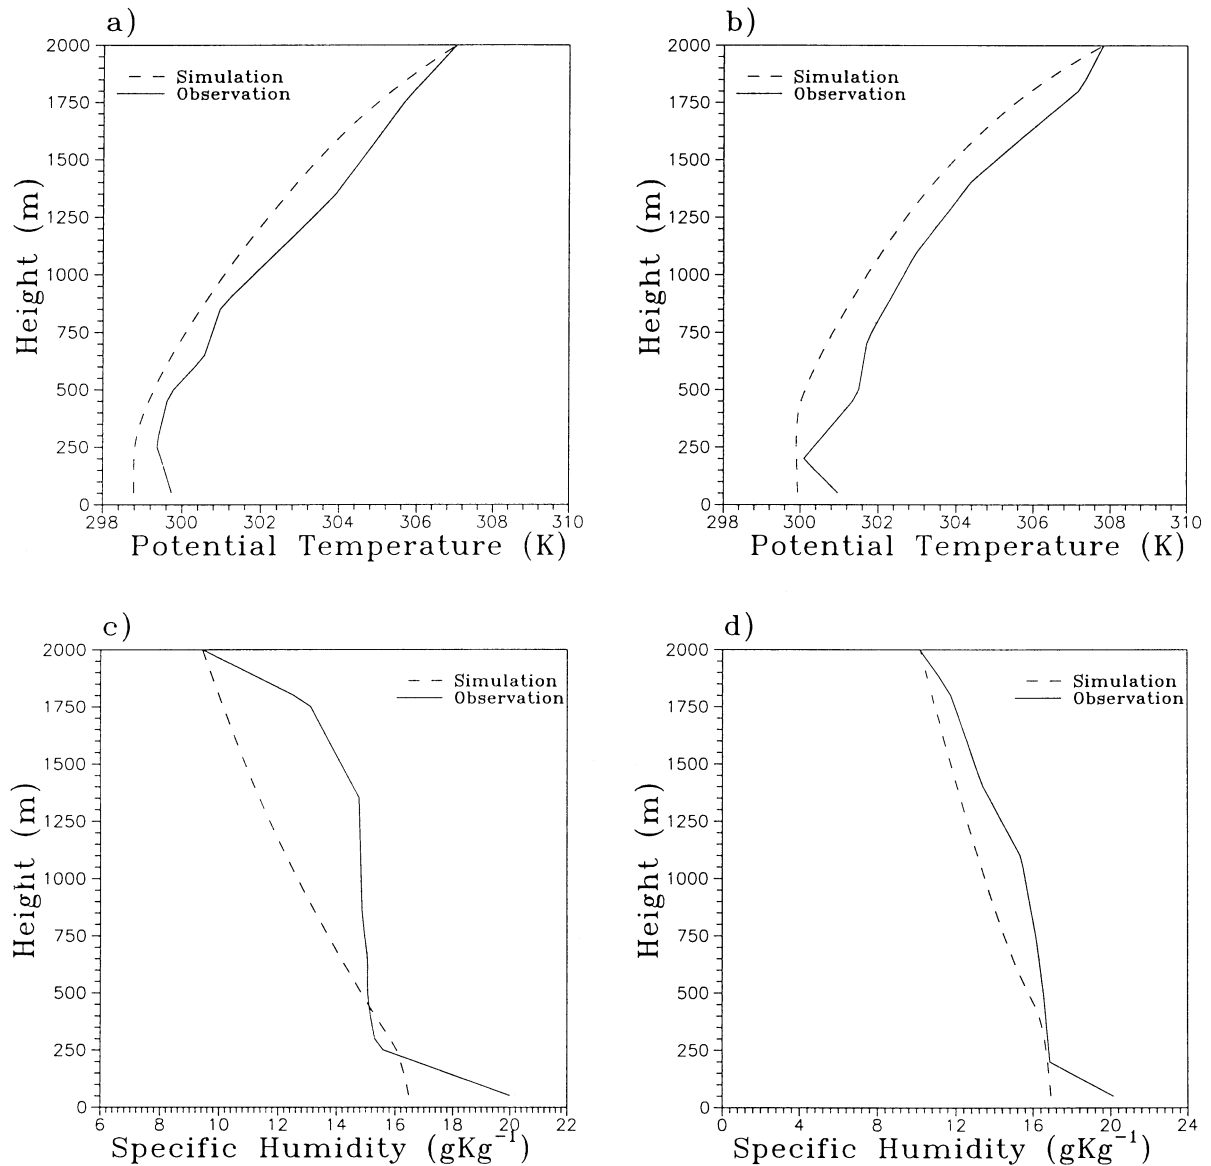 a)
2000
1750
1500
1250
1000
750
500
250
0
Height (m)
Simulation
Observation
298 300 302 304 306 308 310
Potential Temperature (K)
b)
2000
1750
1500
1250
1000
750
500
250
0
Height (m)
Simulation
Observation
298 300 302 304 306 308 310
Potential Temperature (K)
c)
2000
1750
1500
1250
1000
750
500
250
0
Height (m)
Simulation
Observation
6 8 10 12 14 16 18 20 22
Specific Humidity (gKg⁻¹)
d)
2000
1750
1500
1250
1000
750
500
250
0
Height (m)
Simulation
Observation
0 4 8 12 16 20 24
Specific Humidity (gKg⁻¹)